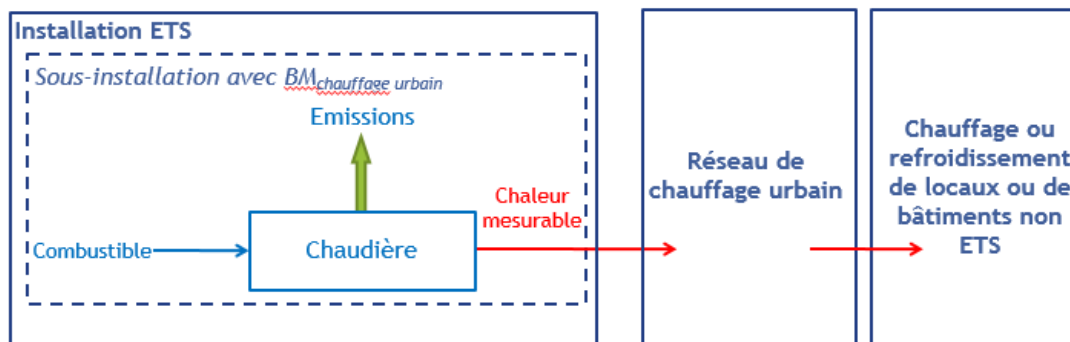 Installation ETS
Sous-installation avec BMchauffage urbain
Emissions
Chaleur
mesurable
Combustible
Chaudière
Réseau de
chauffage urbain
Chauffage ou
refroidissement
de locaux ou de
bâtiments non
ETS